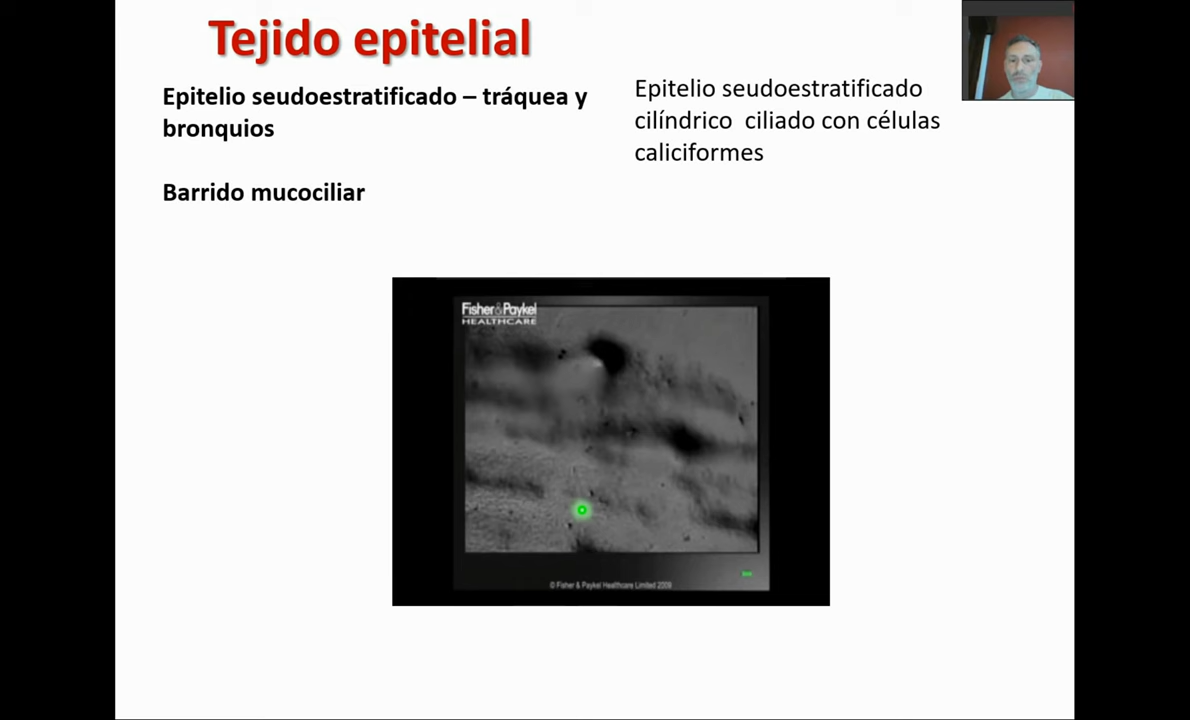 Tejido epitelial
Epitelio seudoestratificado – tráquea y
bronquios
Barrido mucociliar
Epitelio seudoestratificado
cilíndrico ciliado con células
caliciformes
Fisher&Paykel
HEALTHCARE
© Fisher & Paykel Healthcare Limited 2009